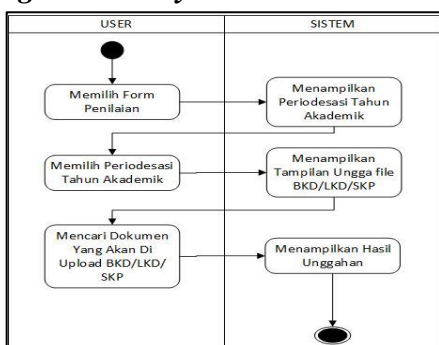 USER
SISTEM
Memilih Form
Penilaian
Menampilkan
Periodesasi Tahun
Akademik
Memilih Periodesasi
Tahun Akademik
Menampilkan
Tampilan Ungga file
BKD/LKD/SKP
Mencari Dokumen
Yang Akan Di
Upload BKD/LKD/
SKP
Menampilkan Hasil
Unggahan